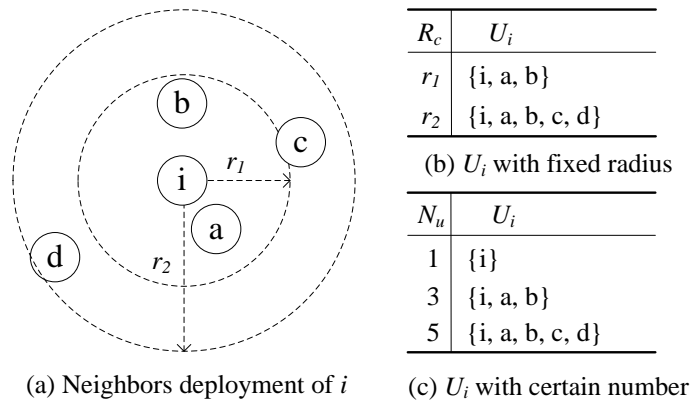 b
c
i
r1
a
d
r2
(a) Neighbors deployment of i
Rc Ui
r1 {i, a, b}
r2 {i, a, b, c, d}
(b) Ui with fixed radius
Nu Ui
1 {i}
3 {i, a, b}
5 {i, a, b, c, d}
(c) Ui with certain number